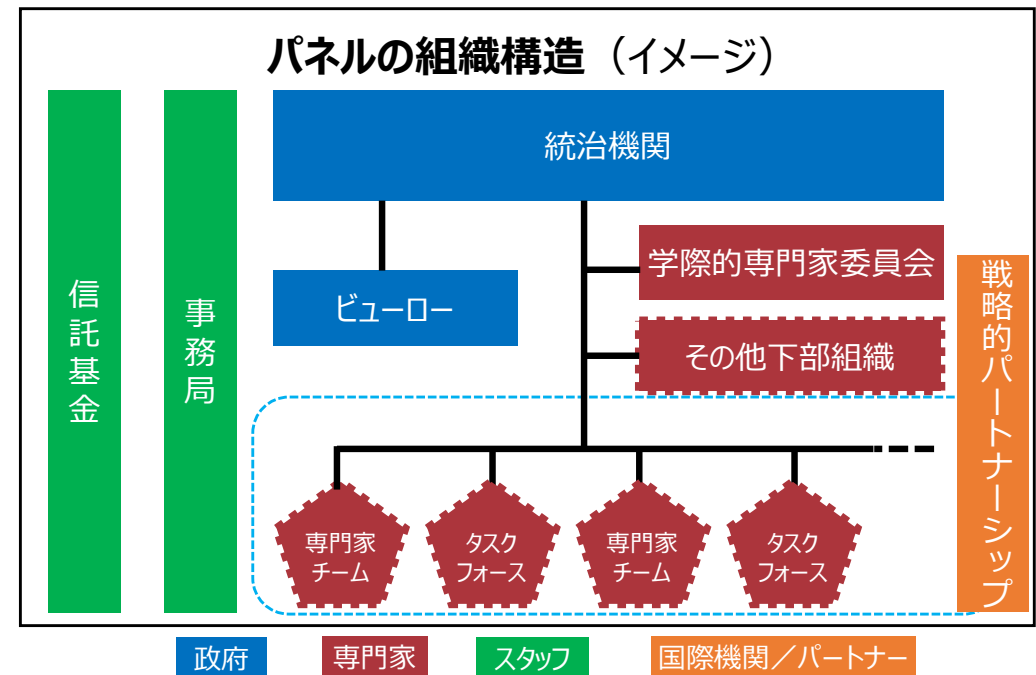 パネルの組織構造（イメージ）
信託基金
事務局
統治機関
ビューロー
学際的専門家委員会
その他下部組織
戦略的パートナーシップ
専門家
チーム
タスク
フォース
専門家
チーム
タスク
フォース
政府
専門家
スタッフ
国際機関／パートナー